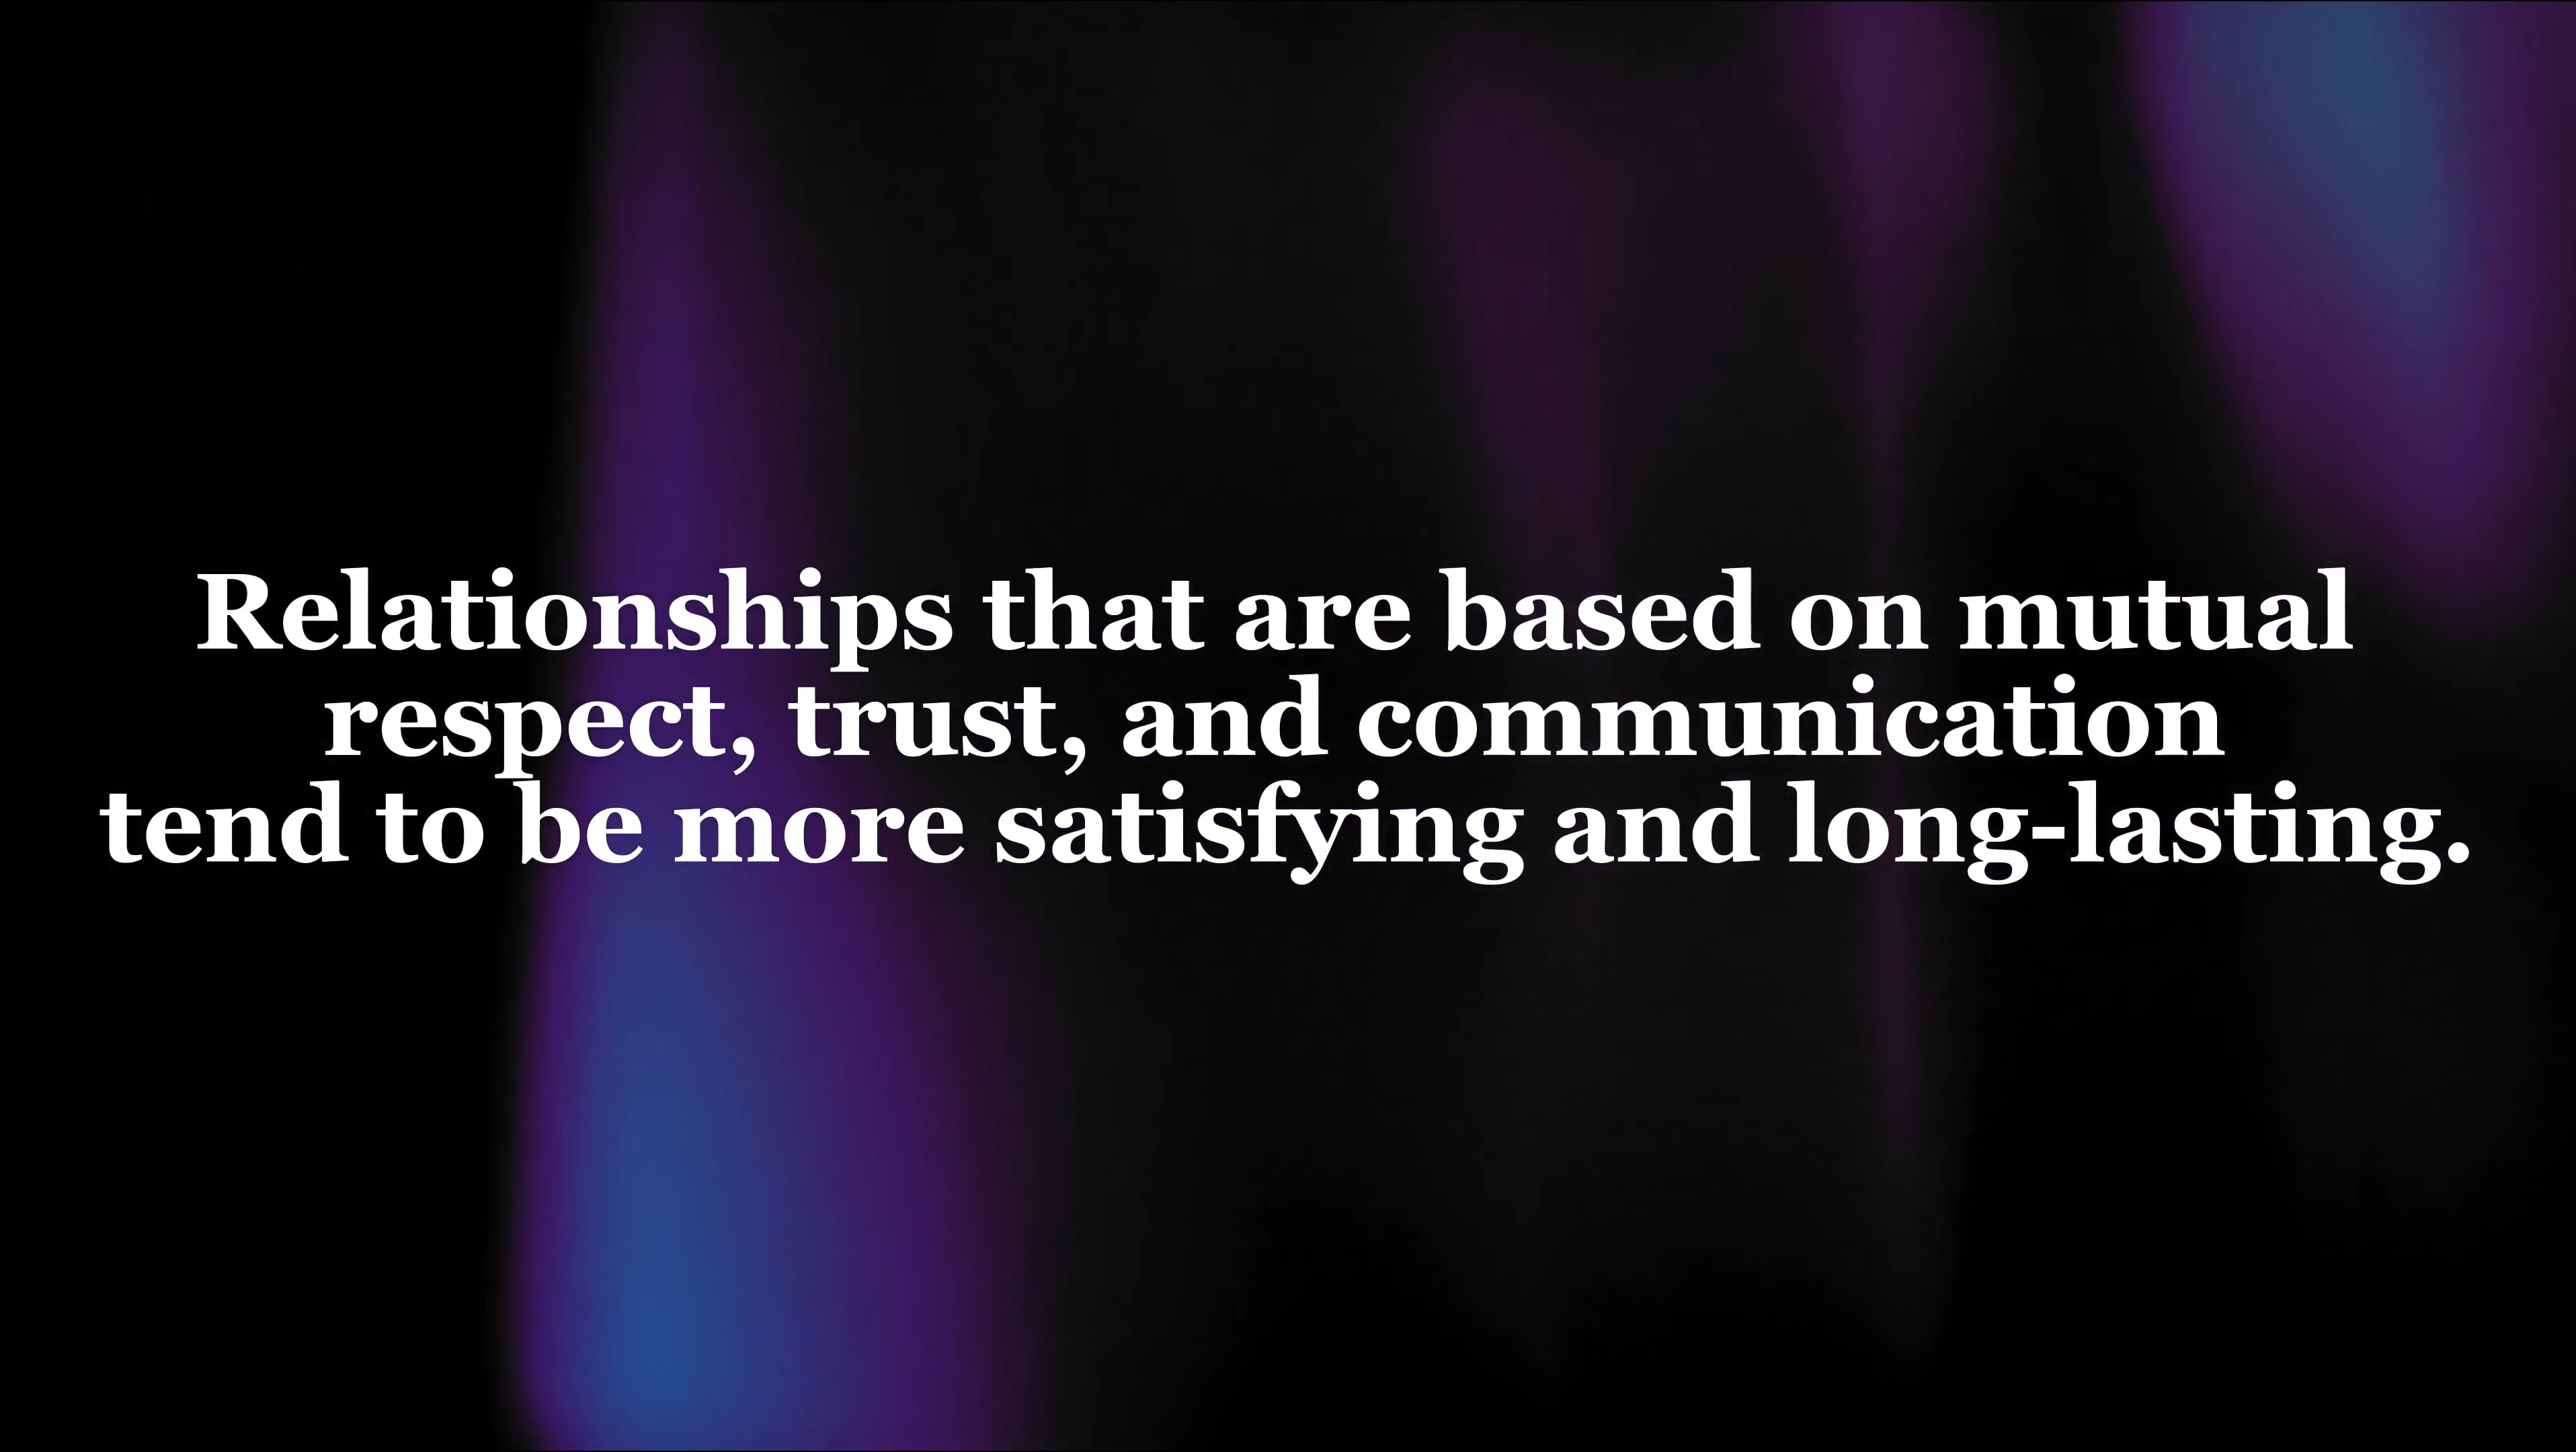 Relationships that are based on mutual
respect, trust, and communication
tend to be more satisfying and long-lasting.